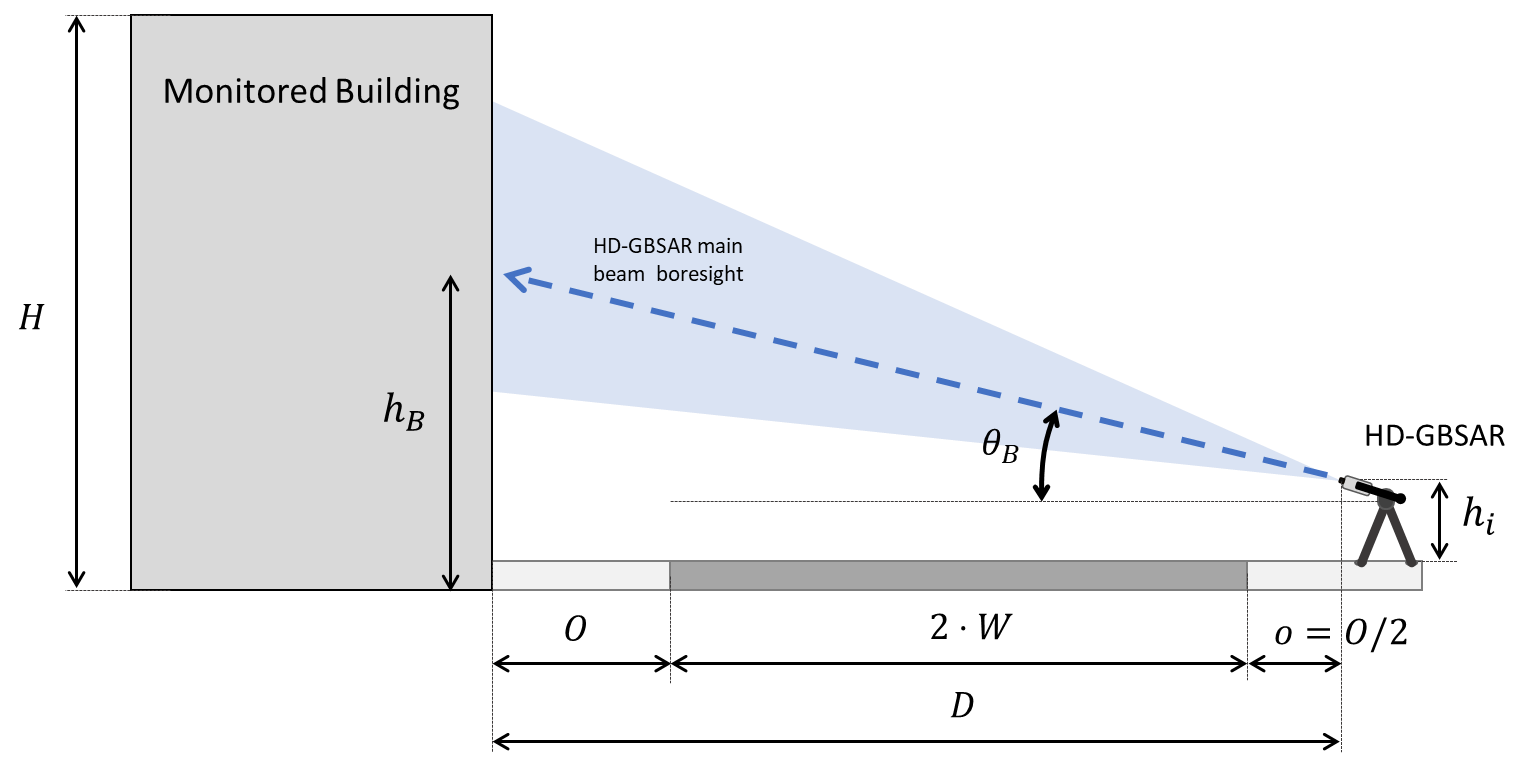 Monitored Building
HD-GBSAR main
beam boresight
H
h_B
θ_B
HD-GBSAR
h_i
O
2 · W
o = O/2
D